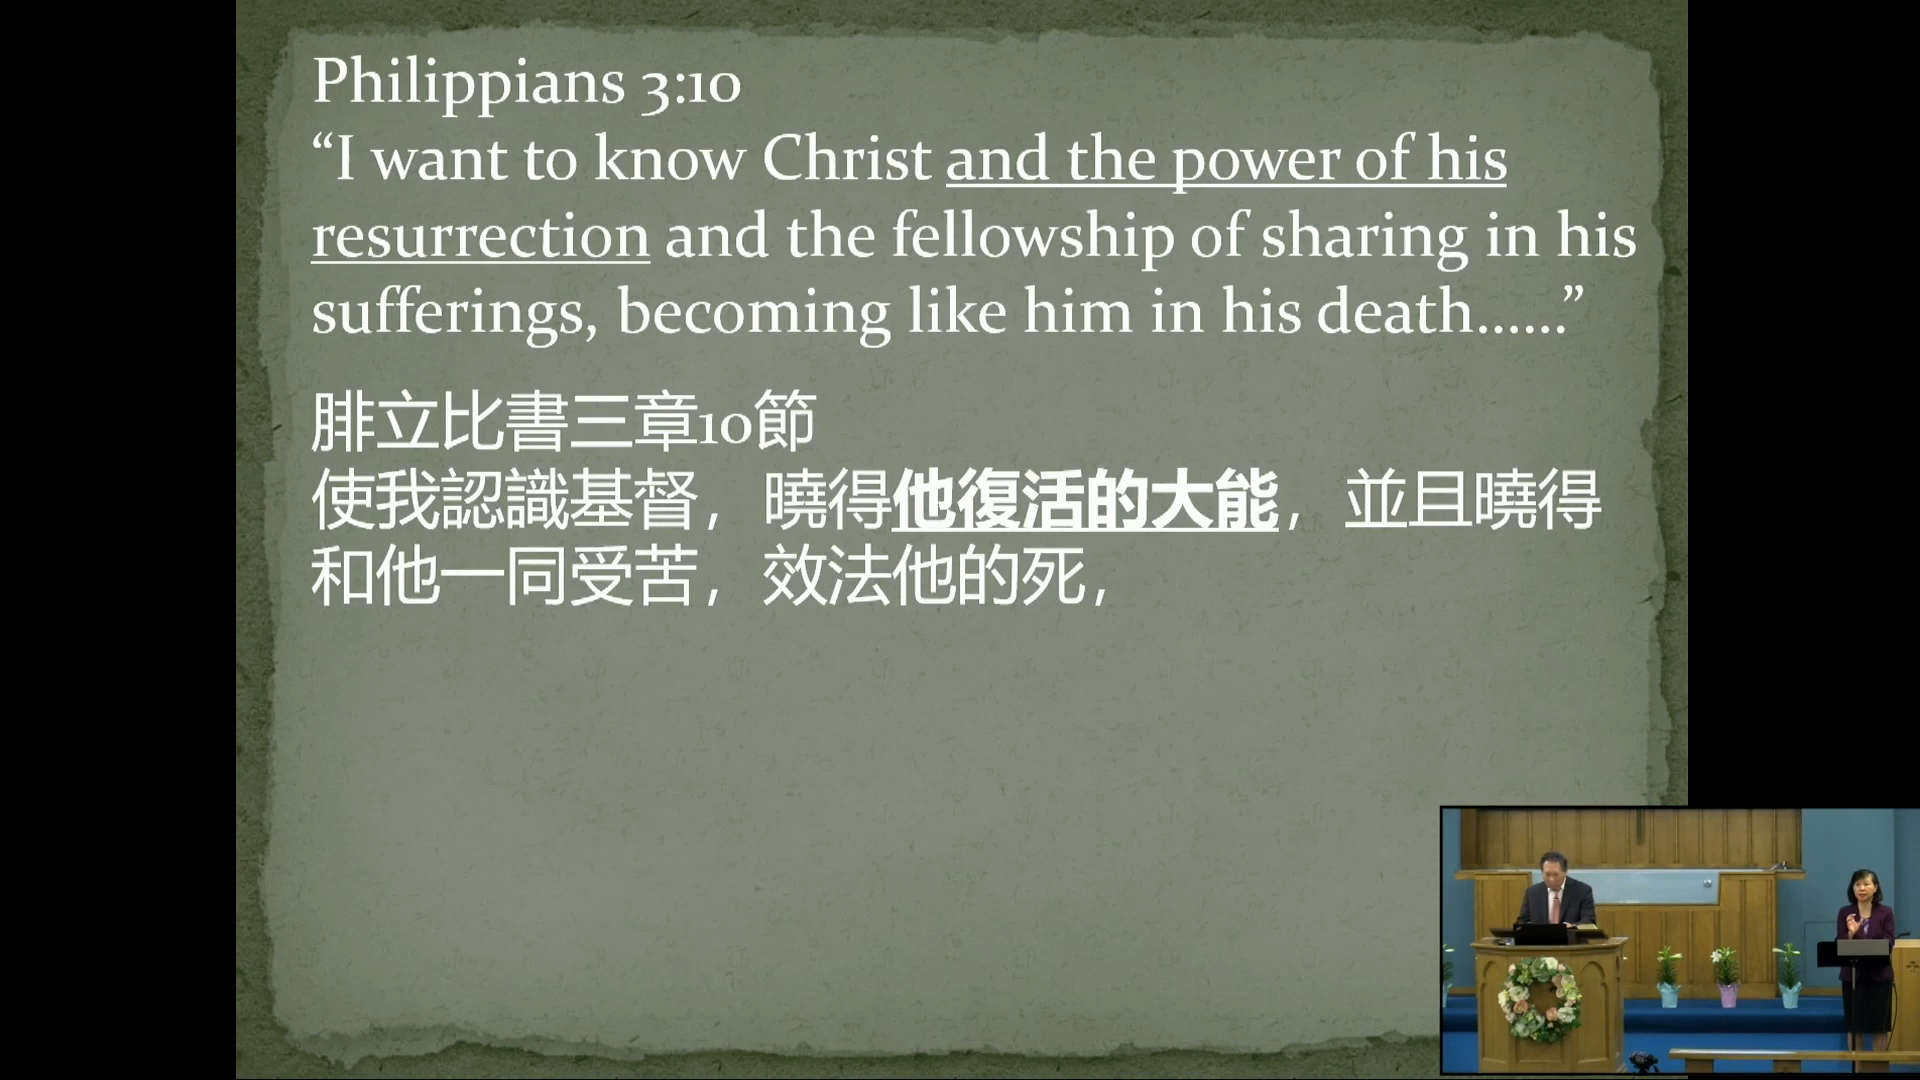 Philippians 3:10
“I want to know Christ and the power of his
resurrection and the fellowship of sharing in his
sufferings, becoming like him in his death......”
腓立比書三章10節
使我認識基督，曉得他復活的大能，並且曉得
和他一同受苦，效法他的死，